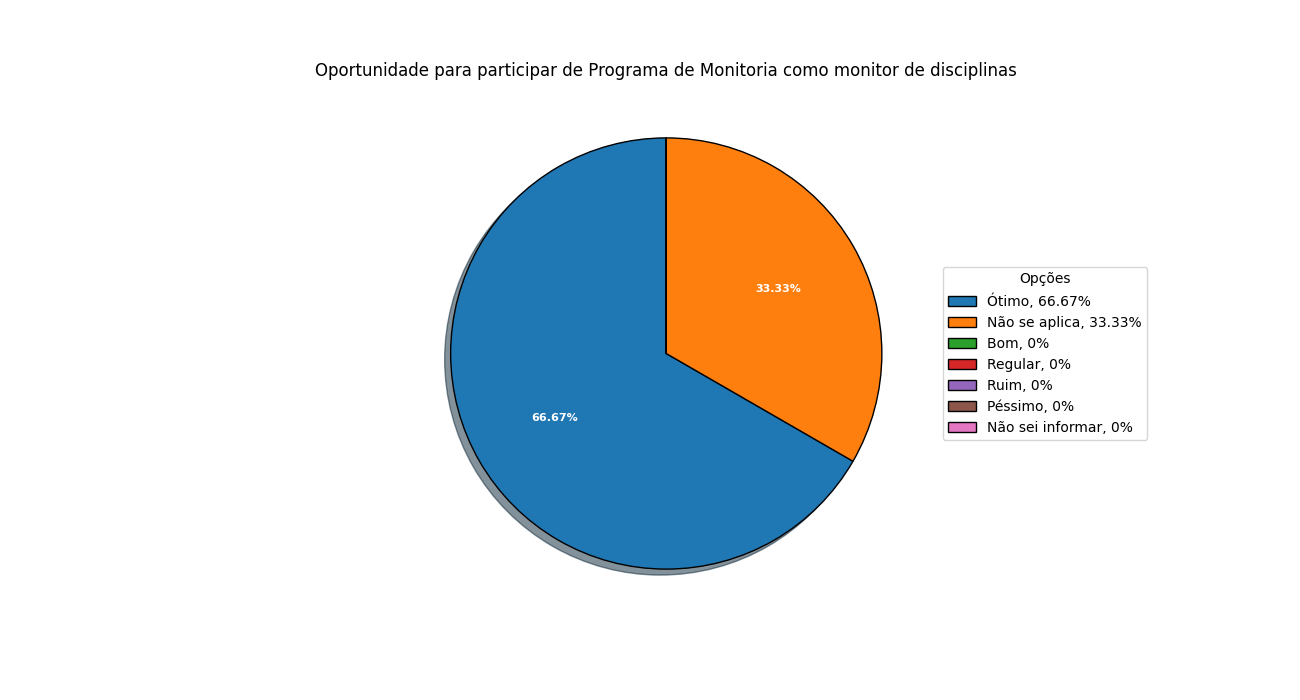 Oportunidade para participar de Programa de Monitoria como monitor de disciplinas
33.33%
66.67%
Opções
Ótimo, 66.67%
Não se aplica, 33.33%
Bom, 0%
Regular, 0%
Ruim, 0%
Péssimo, 0%
Não sei informar, 0%